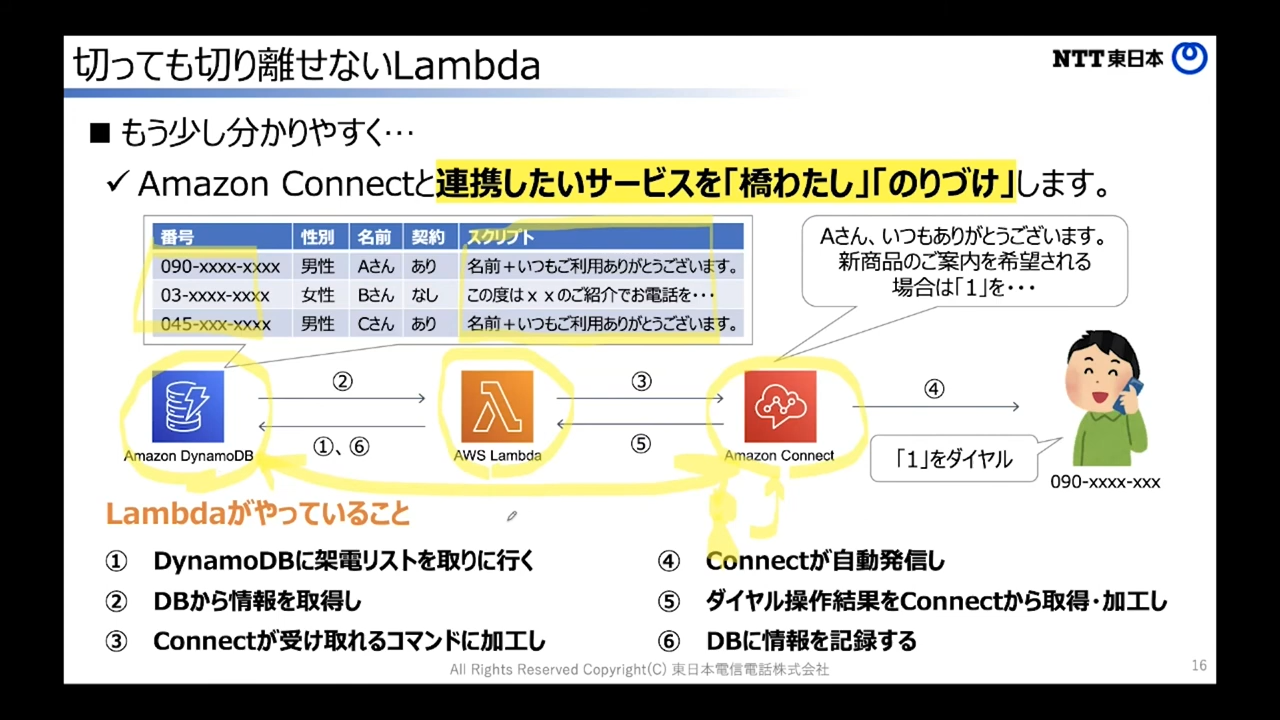 切っても切り離せないLambda
NTT東日本
■ もう少し分かりやすく･･･
✓ Amazon Connectと連携したいサービスを「橋わたし」「のりづけ」します。
番号 性別 名前 契約 スクリプト
090-xxxx-xxxx 男性 Aさん あり 名前＋いつもご利用ありがとうございます。
03-xxxx-xxxx 女性 Bさん なし この度はｘｘのご紹介でお電話を・・・
045-xxx-xxxx 男性 Cさん あり 名前＋いつもご利用ありがとうございます。
Aさん、いつもありがとうございます。
新商品のご案内を希望される
場合は「1」を・・・
② ③ ④
①、⑥ ⑤
Amazon DynamoDB AWS Lambda Amazon Connect
「1」をダイヤル
090-xxxx-xxx
Lambdaがやっていること
① DynamoDBに架電リストを取りに行く
② DBから情報を取得し
③ Connectが受け取れるコマンドに加工し
④ Connectが自動発信し
⑤ ダイヤル操作結果をConnectから取得・加工し
⑥ DBに情報を記録する
All Rights Reserved Copyright(C) 東日本電信電話株式会社
16